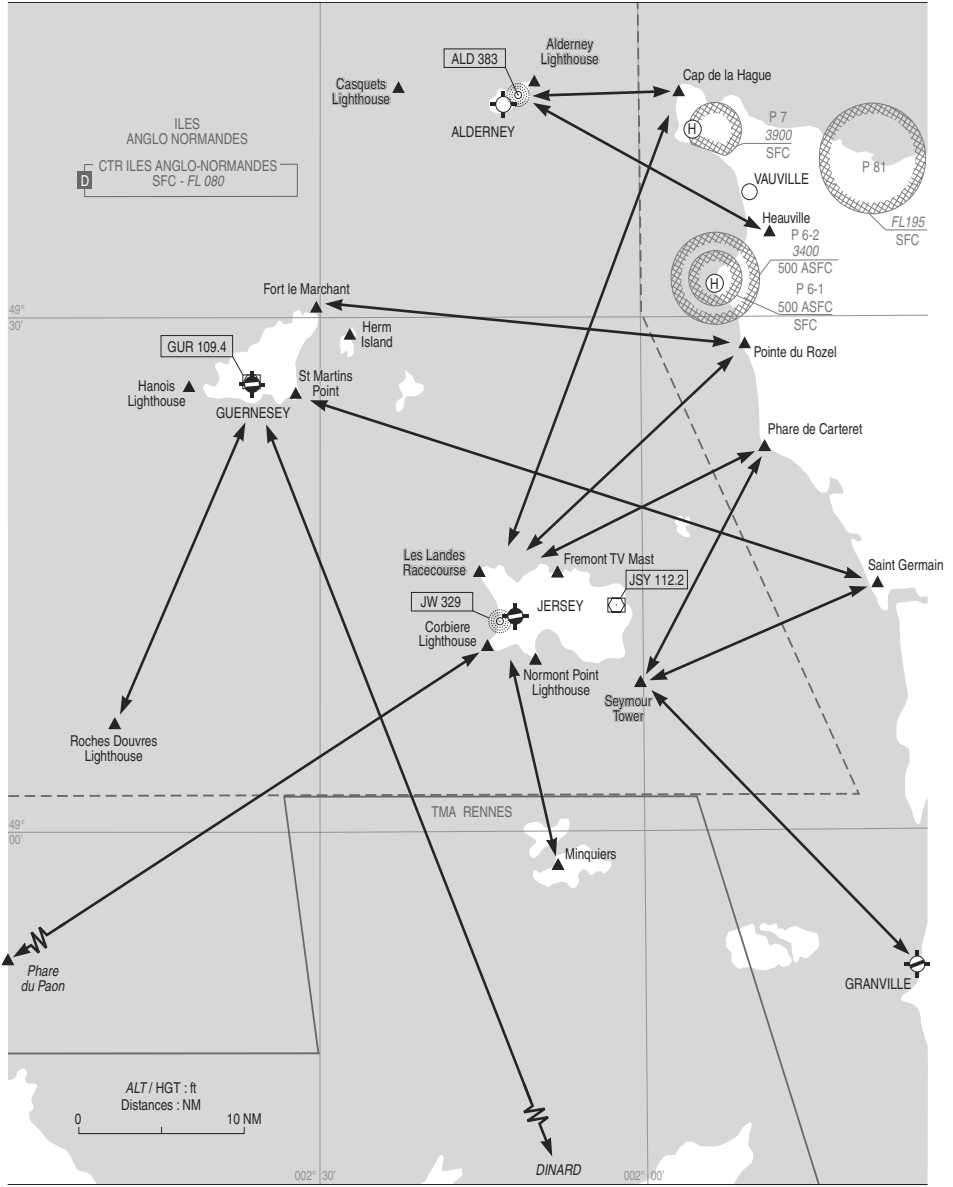 ALD 383
Alderney
Lighthouse
Casquets
Lighthouse
Cap de la Hague
ALDERNEY
ILES
ANGLO NORMANDES
CTR ILES ANGLO-NORMANDES
D
SFC - FL 080
H
P 7
3900
SFC
P 81
FL195
SFC
VAUVILLE
Heauville
P 6-2
3400
500 ASFC
H
P 6-1
500 ASFC
SFC
Fort le Marchant
49°
30'
Herm
Island
GUR 109.4
Pointe du Rozel
Hanois
Lighthouse
St Martins
Point
GUERNESEY
Phare de Carteret
Les Landes
Racecourse
Fremont TV Mast
Saint Germain
JSY 112.2
JW 329
JERSEY
Corbiere
Lighthouse
Normont Point
Lighthouse
Seymour
Tower
Roches Douvres
Lighthouse
TMA RENNES
49°
00'
Minquiers
Phare
du Paon
GRANVILLE
ALT / HGT : ft
Distances : NM
0
10 NM
DINARD
002° 30'
002° 00'